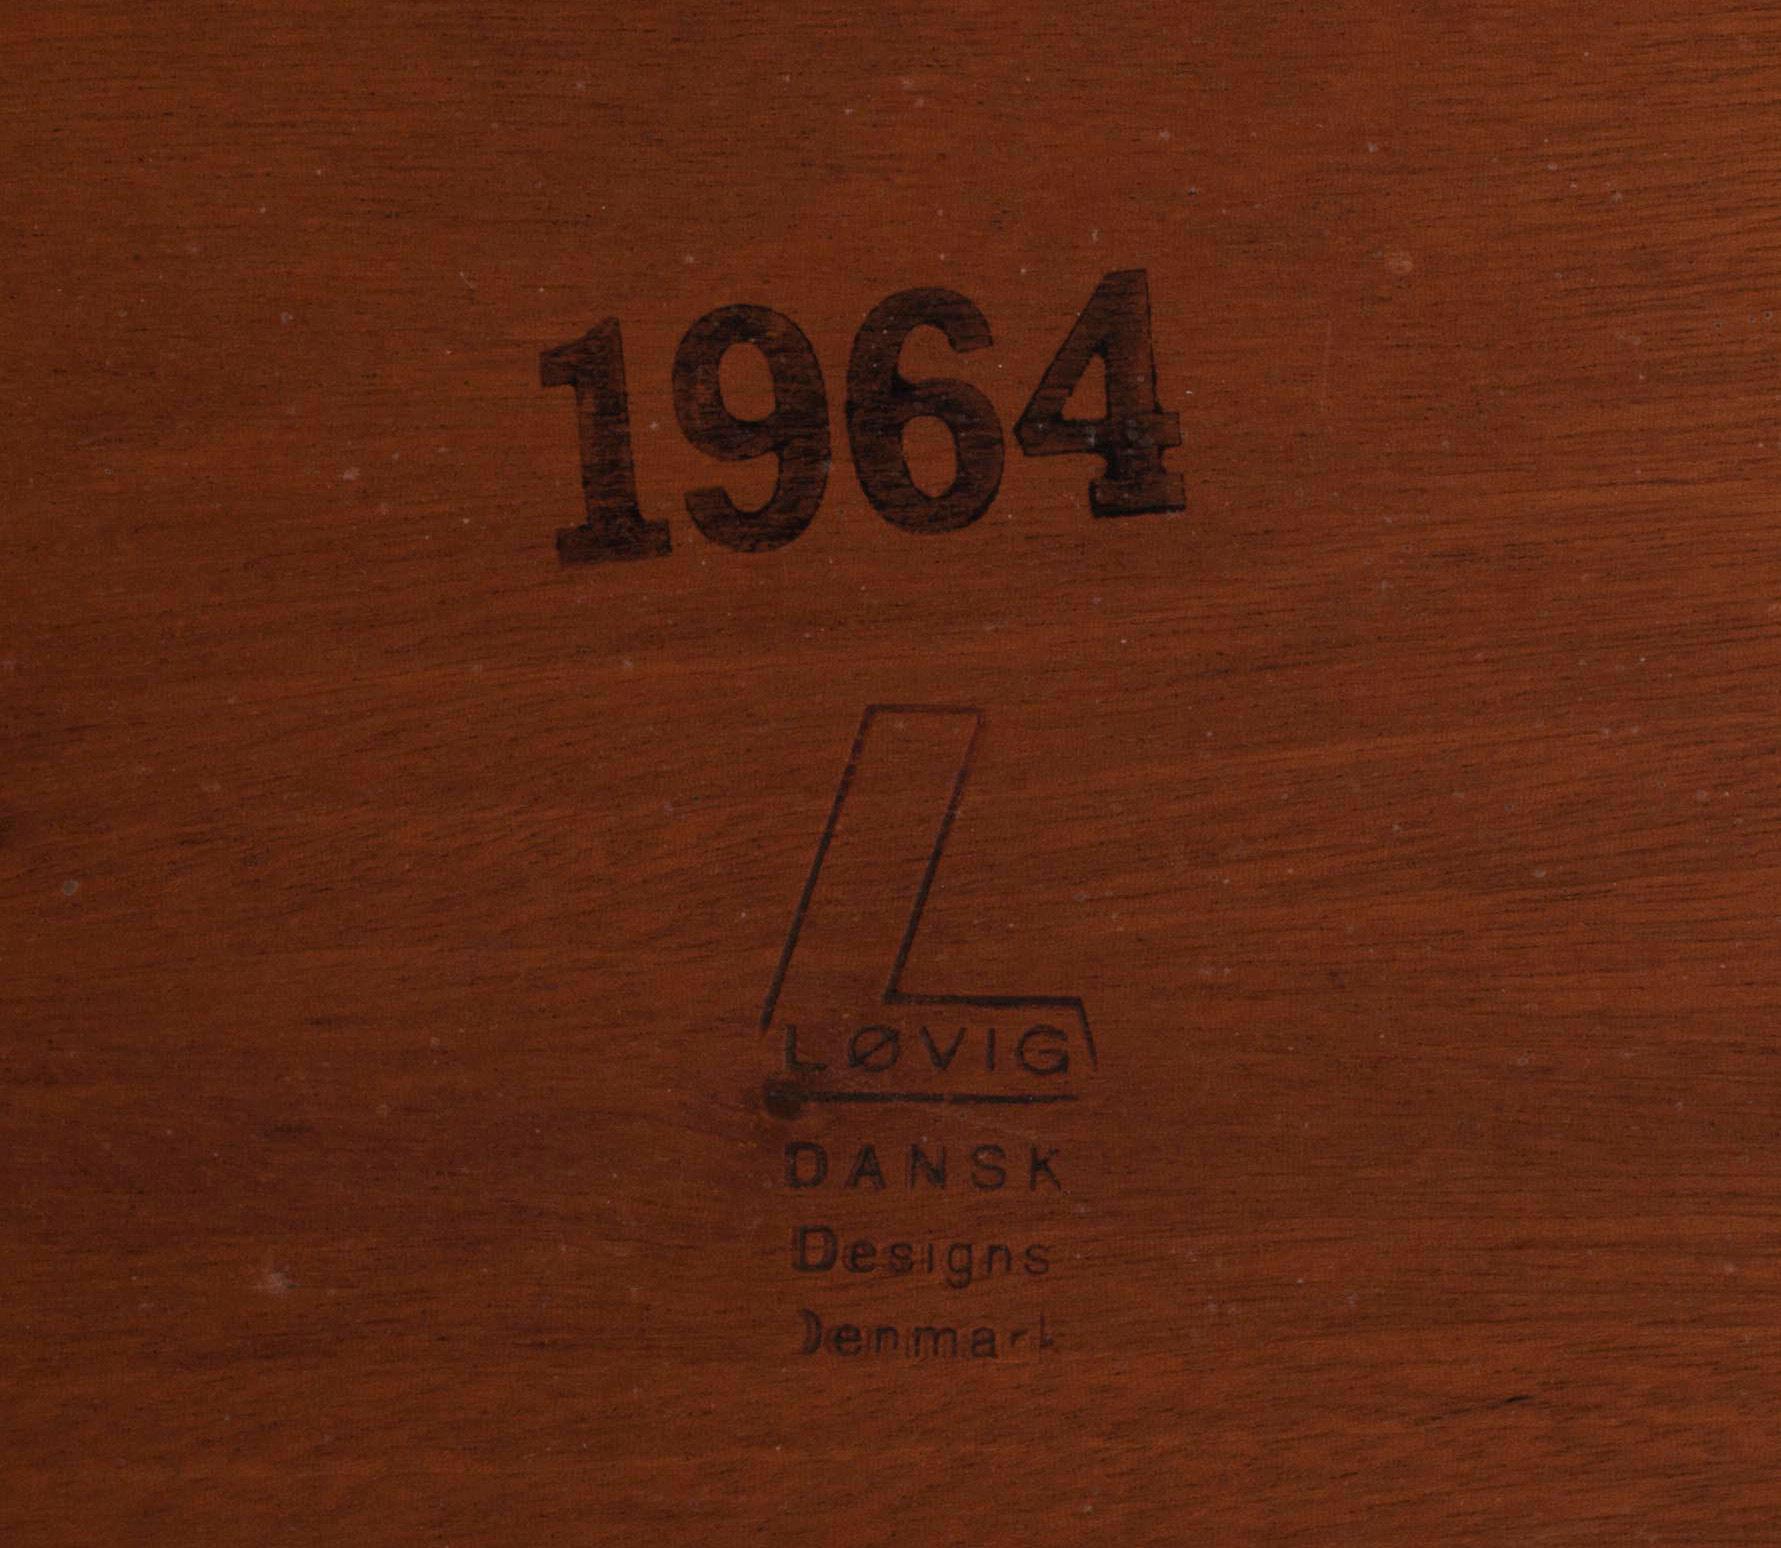 1964
L
LØVIG
DANSK
Designs
Denmark